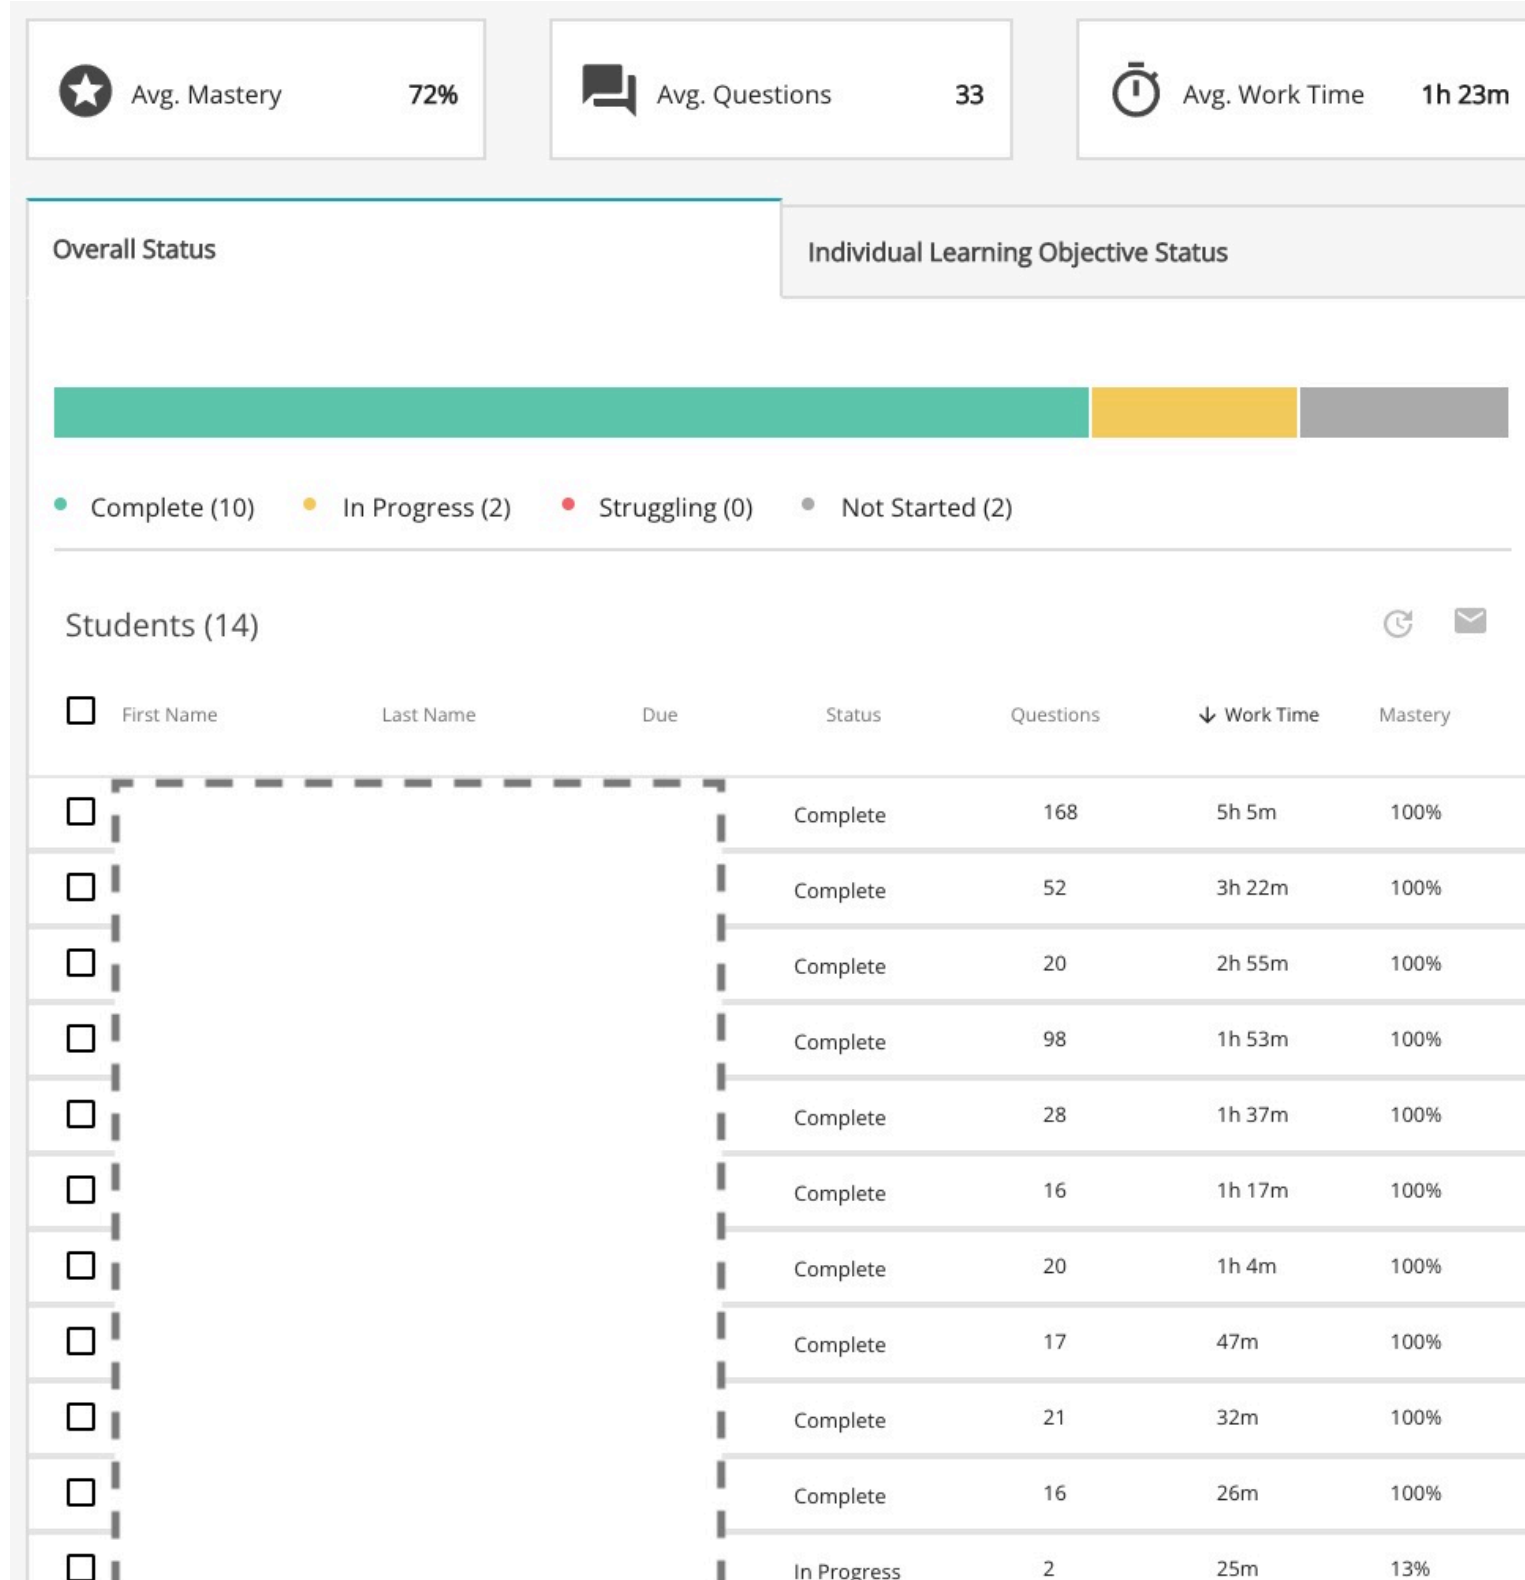 Avg. Mastery 72% Avg. Questions 33 Avg. Work Time 1h 23m
Overall Status Individual Learning Objective Status
Complete (10) In Progress (2) Struggling (0) Not Started (2)
Students (14)
First Name Last Name Due Status Questions Work Time Mastery
Complete 168 5h 5m 100%
Complete 52 3h 22m 100%
Complete 20 2h 55m 100%
Complete 98 1h 53m 100%
Complete 28 1h 37m 100%
Complete 16 1h 17m 100%
Complete 20 1h 4m 100%
Complete 17 47m 100%
Complete 21 32m 100%
Complete 16 26m 100%
In Progress 2 25m 13%